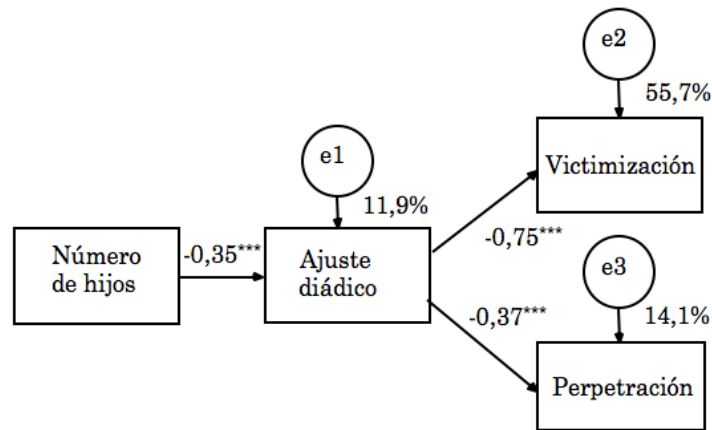 e2
55,7%
Victimización
e1
11,9%
-0,35***
Número
de hijos
Ajuste
diádico
-0,75***
e3
-0,37***
14,1%
Perpetración